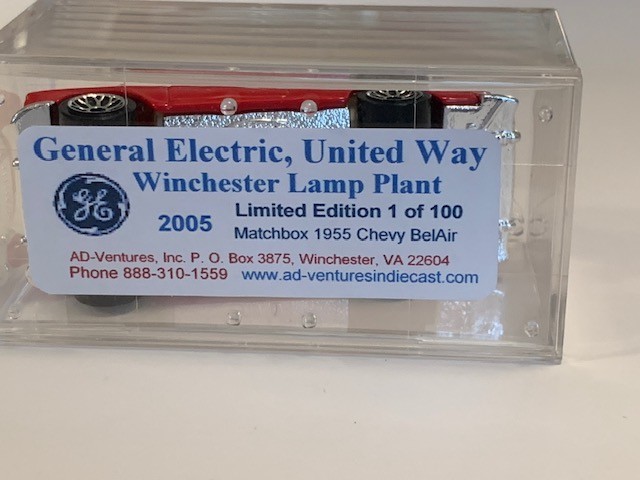 General Electric, United Way
Winchester Lamp Plant
GE
2005
Limited Edition 1 of 100
Matchbox 1955 Chevy BelAir
AD-Ventures, Inc. P. O. Box 3875, Winchester, VA 22604
Phone 888-310-1559 www.ad-venturesindiecast.com